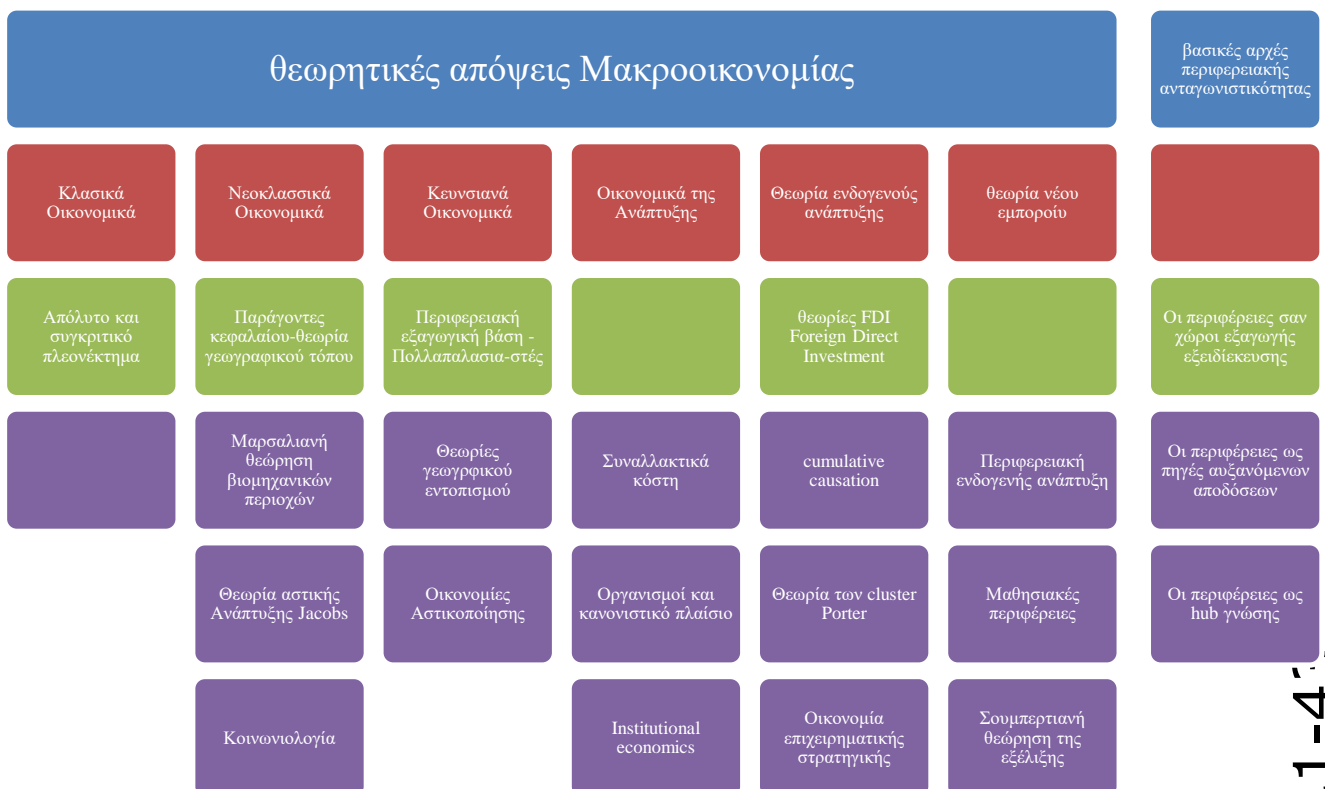 θεωρητικές απόψεις Μακροοικονομίας
βασικές αρχές
περιφερειακής
ανταγωνιστικότητας
Κλασικά
Οικονομικά
Νεοκλασσικά
Οικονομικά
Κευνσιανά
Οικονομικά
Οικονομικά της
Ανάπτυξης
Θεωρία ενδογενούς
ανάπτυξης
θεωρία νέου
εμποροίυ
Απόλυτο και
συγκριτικό
πλεονέκτημα
Παράγοντες
κεφαλαίου-θεωρία
γεωγραφικού τόπου
Περιφερειακή
εξαγωγική βάση -
Πολλαπαλασια-στές
θεωρίες FDI
Foreign Direct
Investment
Οι περιφέρειες σαν
χώροι εξαγωγής
εξειδίεκευσης
Μαρσαλιανή
θεώρηση
βιομηχανικών
περιοχών
Θεωρίες
γεωγρφικού
εντοπισμού
Συναλλακτικά
κόστη
cumulative
causation
Περιφερειακή
ενδογενής ανάπτυξη
Οι περιφέρειες ως
πηγές αυξανόμενων
αποδόσεων
Θεωρία αστικής
Ανάπτυξης Jacobs
Οικονομίες
Αστικοποίησης
Οργανισμοί και
κανονιστικό πλαίσιο
Θεωρία των cluster
Porter
Μαθησιακές
περιφέρειες
Οι περιφέρειες ως
hub γνώσης
Κοινωνιολογία
Institutional
economics
Οικονομία
επιχειρηματικής
στρατηγικής
Σουμπερτιανή
θεώρηση της
εξέλιξης